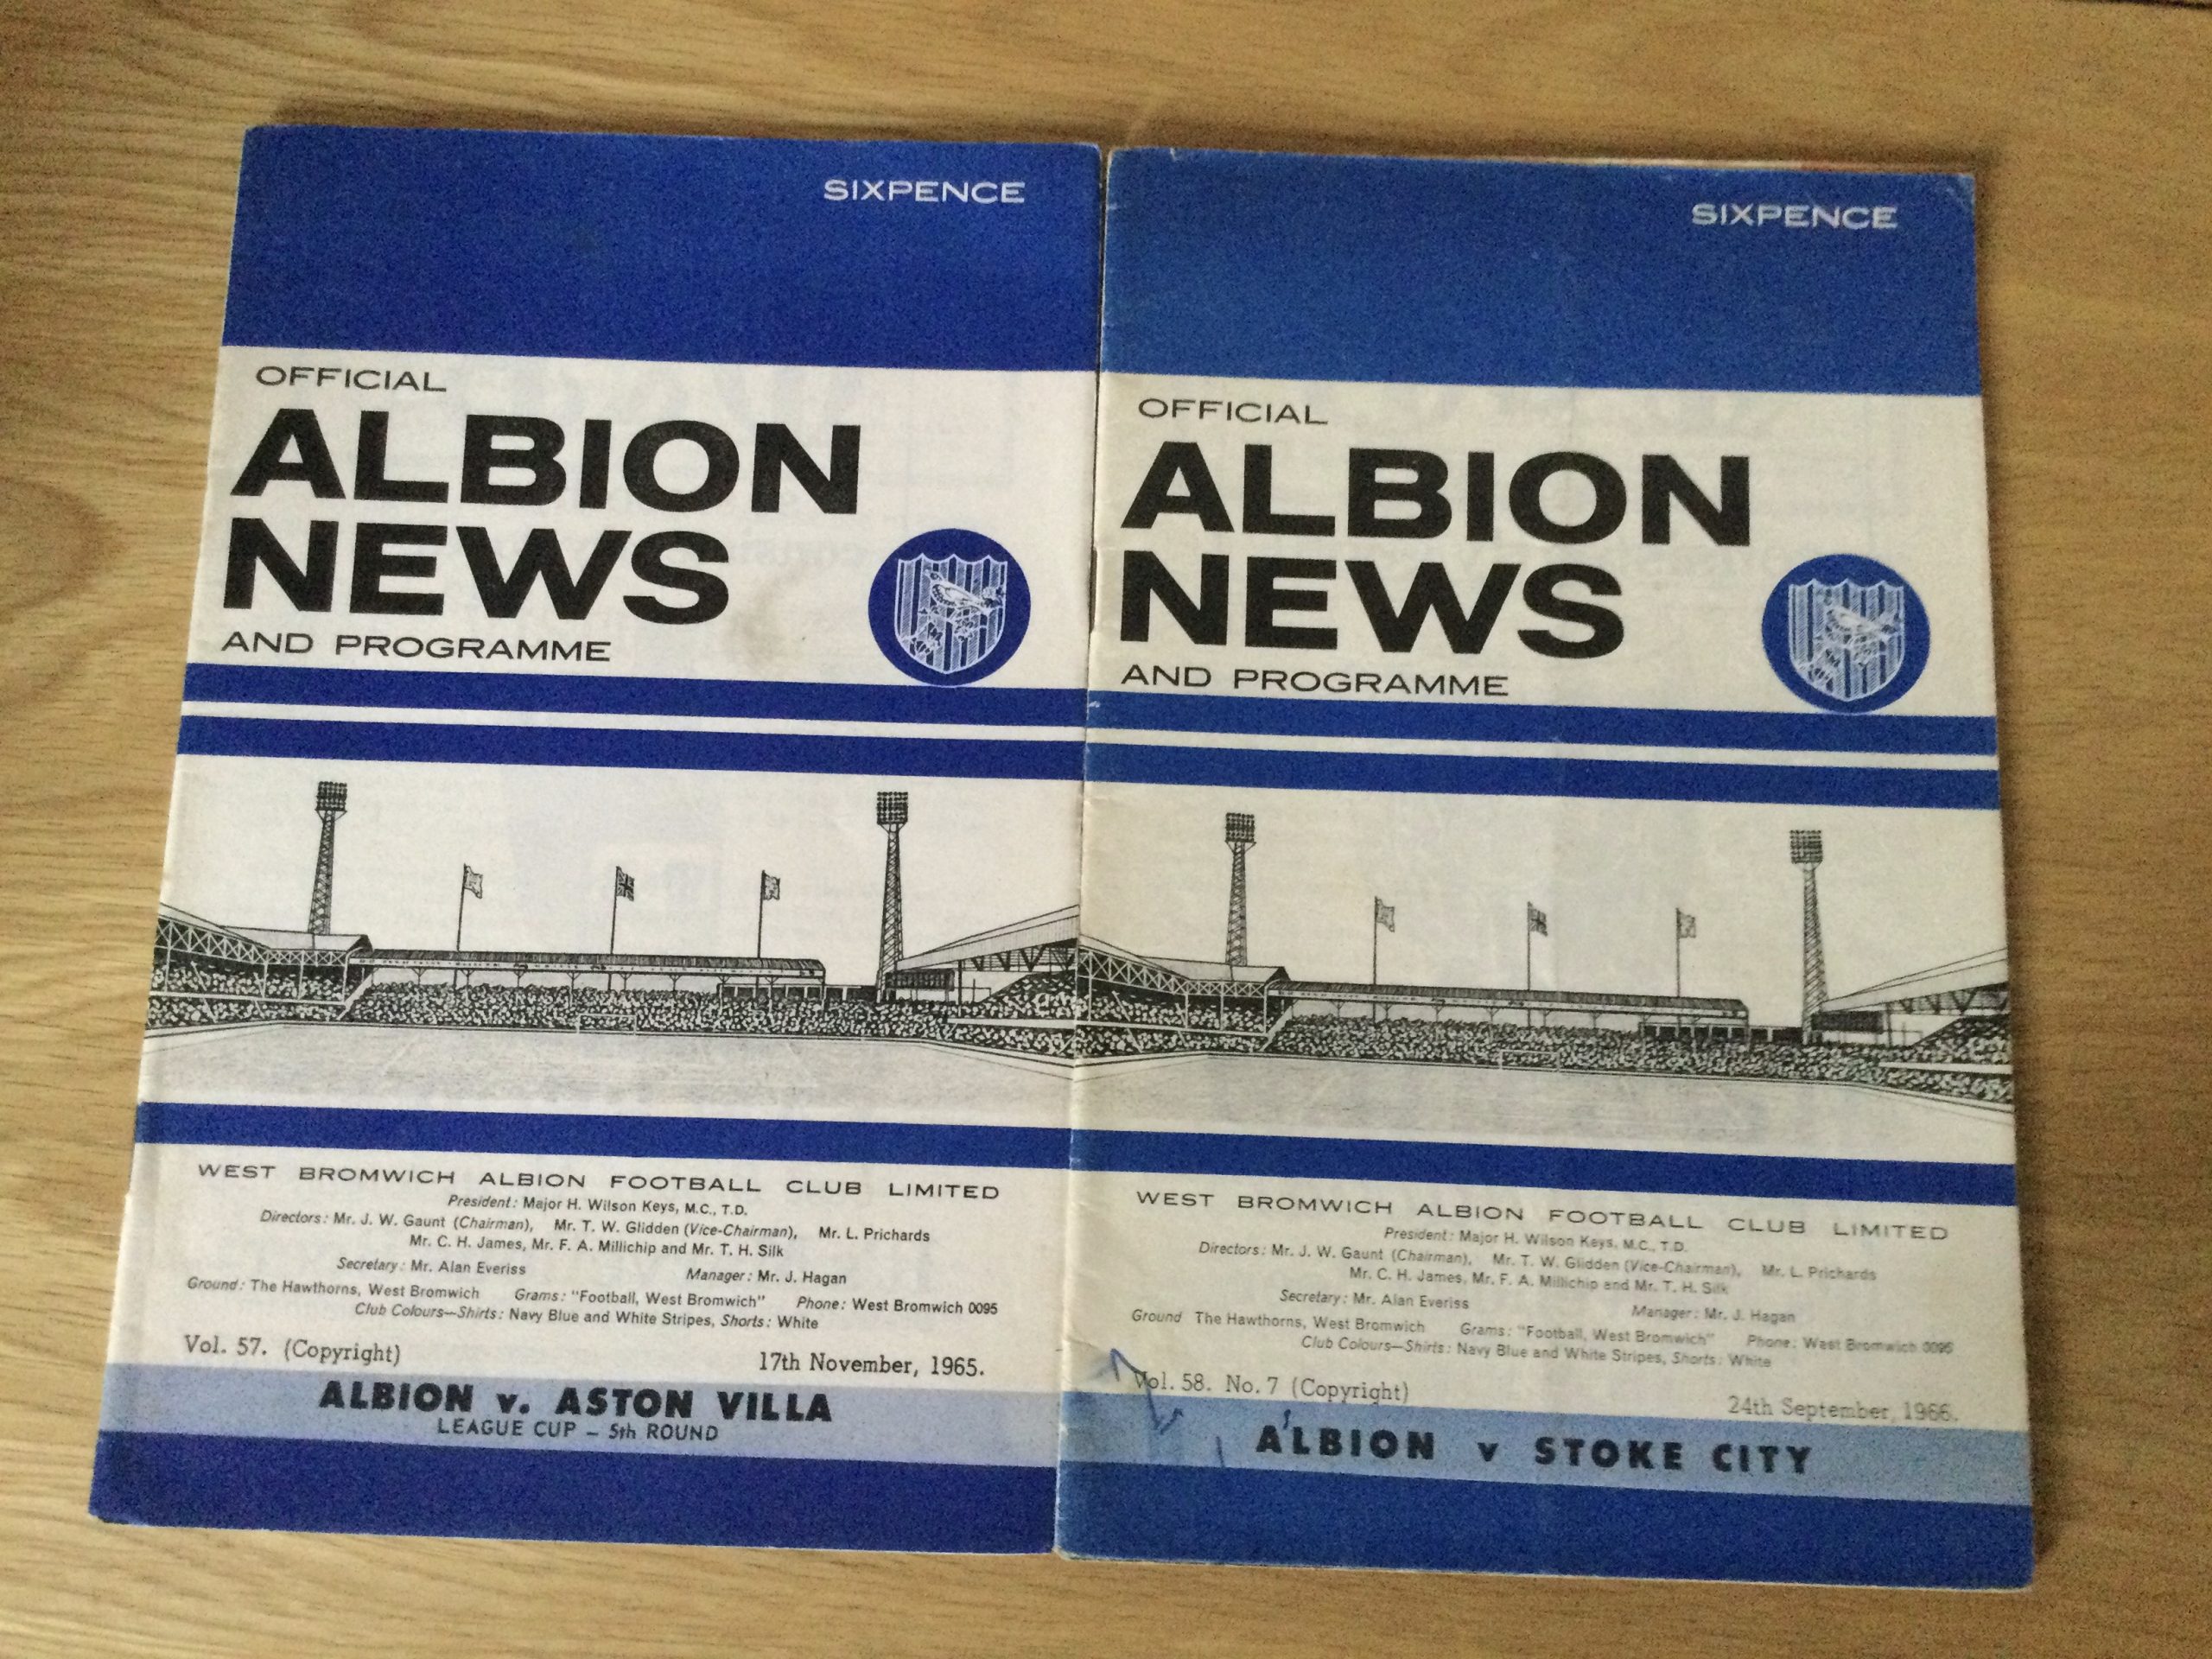 SIXPENCE
OFFICIAL
ALBION
NEWS
AND PROGRAMME
WEST BROMWICH ALBION FOOTBALL CLUB LIMITED
President: Major H. Wilson Keys, M.C., T.D.
Directors: Mr. J. W. Gaunt (Chairman), Mr. T. W. Glidden (Vice-Chairman), Mr. L. Prichards
Mr. C. H. James, Mr. F. A. Millichip and Mr. T. H. Silk
Secretary: Mr. Alan Everiss Manager: Mr. J. Hagan
Ground: The Hawthorns, West Bromwich Grams: "Football, West Bromwich" Phone: West Bromwich 0095
Club Colours—Shirts: Navy Blue and White Stripes, Shorts: White
Vol. 57. (Copyright) 17th November, 1965.
ALBION v. ASTON VILLA
LEAGUE CUP – 5th ROUND
SIXPENCE
OFFICIAL
ALBION
NEWS
AND PROGRAMME
WEST BROMWICH ALBION FOOTBALL CLUB LIMITED
President: Major H. Wilson Keys, M.C., T.D.
Directors: Mr. J. W. Gaunt (Chairman), Mr. T. W. Glidden (Vice-Chairman), Mr. L. Prichards
Mr. C. H. James, Mr. F. A. Millichip and Mr. T. H. Silk
Secretary: Mr. Alan Everiss Manager: Mr. J. Hagan
Ground The Hawthorns, West Bromwich Grams: "Football, West Bromwich" Phone: West Bromwich 0095
Club Colours—Shirts: Navy Blue and White Stripes, Shorts: White
Vol. 58. No. 7 (Copyright) 24th September, 1966.
ALBION v STOKE CITY